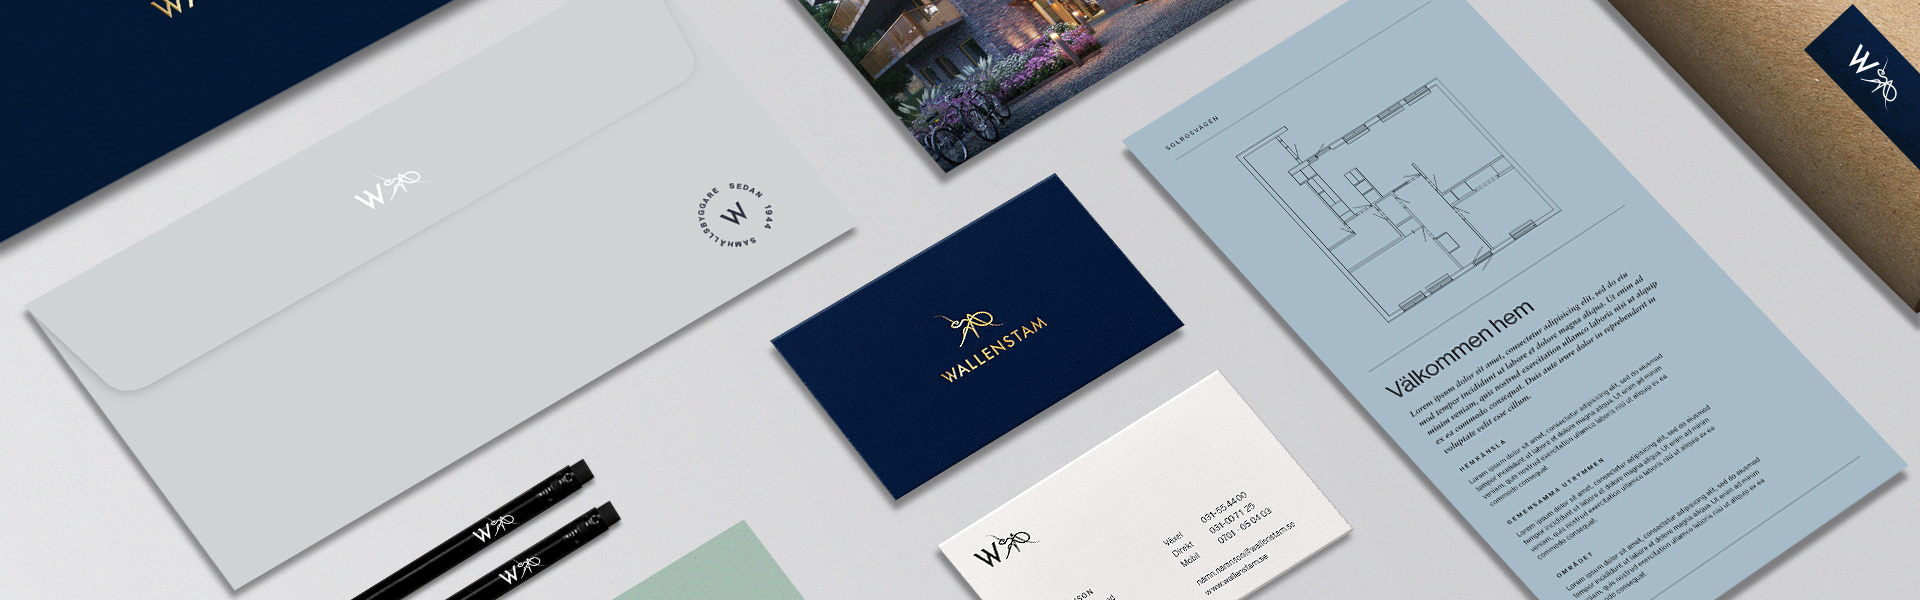 W
SAMHÄLLSBYGGARE SEDAN 1944
W
WALLENSTAM
W
Växel 031-55 44 00
Direkt 031-00 71 25
Mobil 0701 - 05 04 03
namn.namnson@wallenstam.se
www.wallenstam.se
W
W
SOLROSVÄGEN
Välkommen hem
Lorem ipsum dolor sit amet, consectetur adipisicing elit, sed do eiu
mod tempor incididunt ut labore et dolore magna aliqua. Ut enim ad
minim veniam, quis nostrud exercitation ullamco laboris nisi ut aliquip
ex ea commodo consequat. Duis aute irure dolor in reprehenderit in
voluptate velit esse cillum.
HEMKÄNSLA
Lorem ipsum dolor sit amet, consectetur adipisicing elit, sed do eiusmod
tempor incididunt ut labore et dolore magna aliqua. Ut enim ad minim
veniam, quis nostrud exercitation ullamco laboris nisi ut aliquip ex ea
commodo consequat.
GEMENSAMMA UTRYMMEN
Lorem ipsum dolor sit amet, consectetur adipisicing elit, sed do eiusmod
tempor incididunt ut labore et dolore magna aliqua. Ut enim ad minim
veniam, quis nostrud exercitation ullamco laboris nisi ut aliquip ex ea
commodo consequat.
OMRÅDET
Lorem ipsum dolor sit amet, consectetur adipisicing elit, sed do eiusmod
tempor incididunt ut labore et dolore magna aliqua. Ut enim ad minim
veniam, quis nostrud exercitation ullamco laboris nisi ut aliquip ex ea
commodo consequat.
W